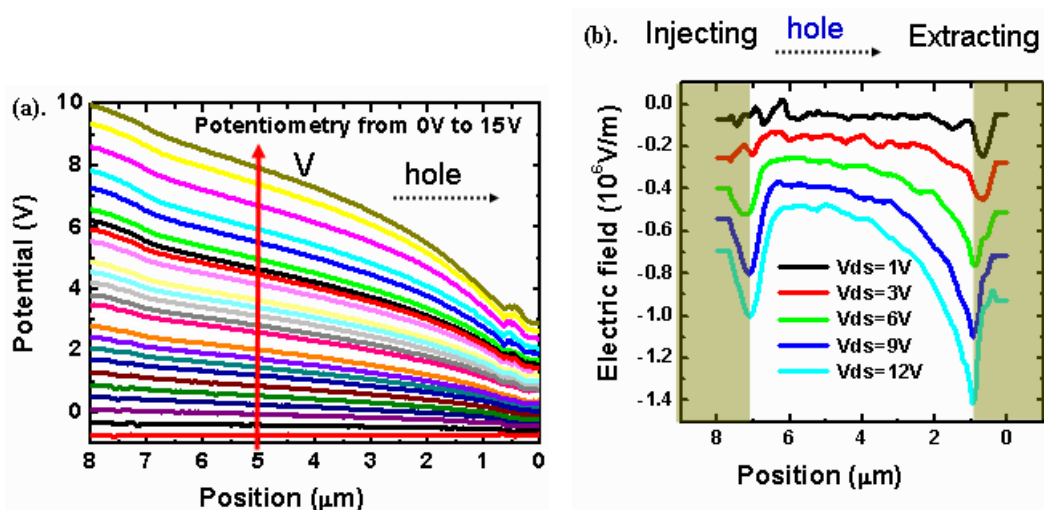 (a).
Potentiometry from 0V to 15V
V
hole
10
8
6
4
2
0
Potential (V)
8 7 6 5 4 3 2 1 0
Position (μm)
(b). Injecting hole Extracting
0.0
-0.2
-0.4
-0.6
-0.8
-1.0
-1.2
-1.4
Electric field (10⁶V/m)
Vds=1V
Vds=3V
Vds=6V
Vds=9V
Vds=12V
8 6 4 2 0
Position (μm)